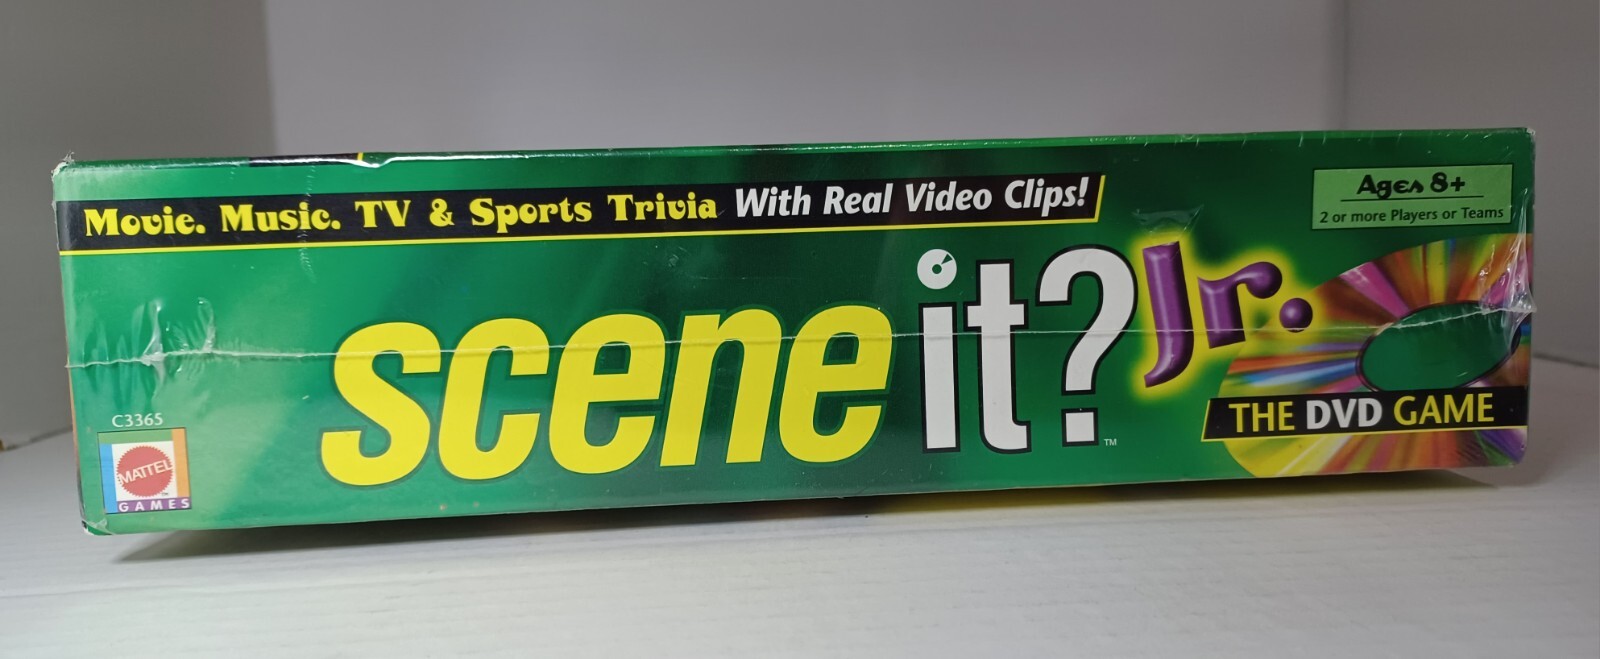 Movie. Music. TV & Sports Trivia With Real Video Clips!
Ages 8+
2 or more Players or Teams
scene it? Jr.
TM
THE DVD GAME
C3365
MATTEL
GAMES